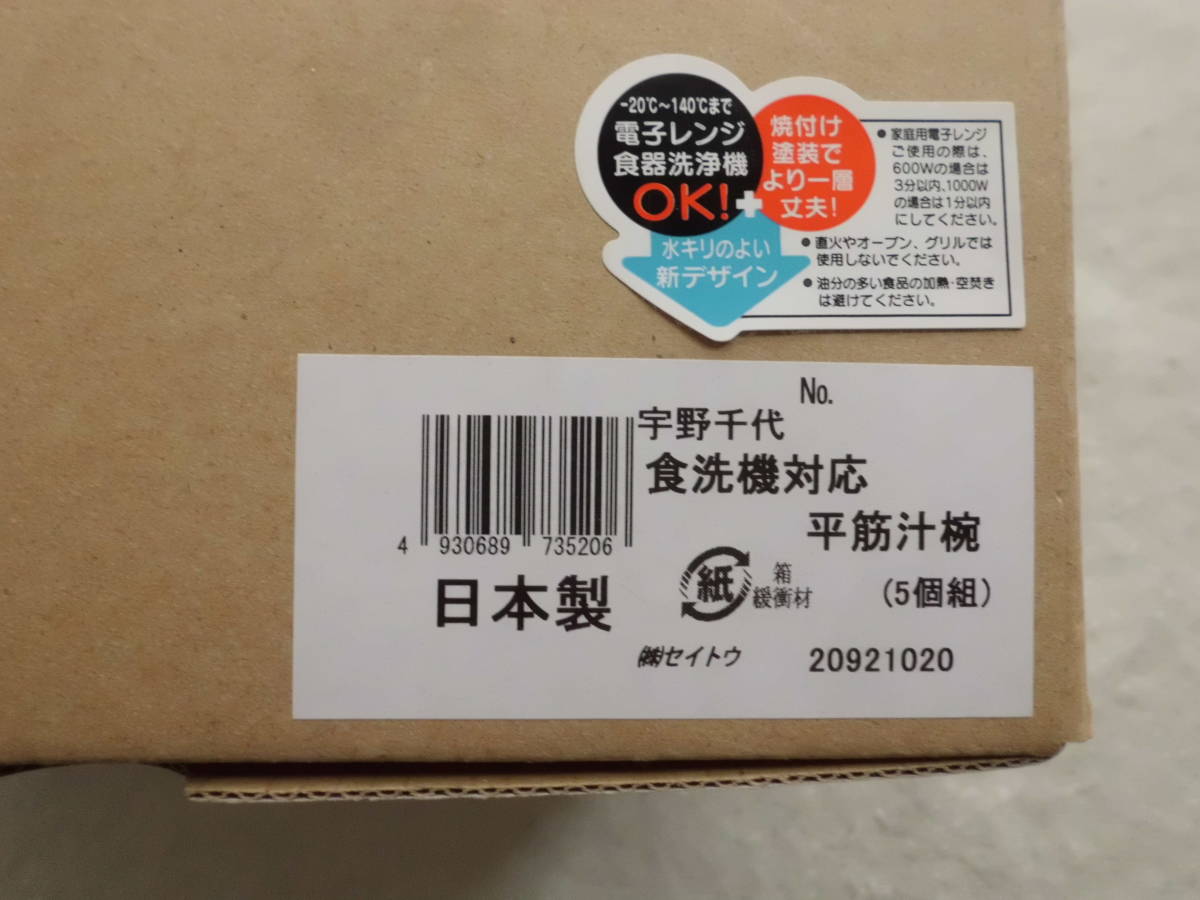 -20℃～140℃まで
電子レンジ
食器洗浄機
OK!
+
焼付け
塗装で
より一層
丈夫!
水キリのよい
新デザイン
●家庭用電子レンジ
ご使用の際は、
600Wの場合は
3分以内、1000W
の場合は1分以内
にしてください。
●直火やオーブン、グリルでは
使用しないでください。
●油分の多い食品の加熱・空焚き
は避けてください。
No.
宇野千代
食洗機対応
平筋汁椀
(5個組)
4 930689 735206
日本製
紙
箱
緩衝材
㈱セイトウ
20921020